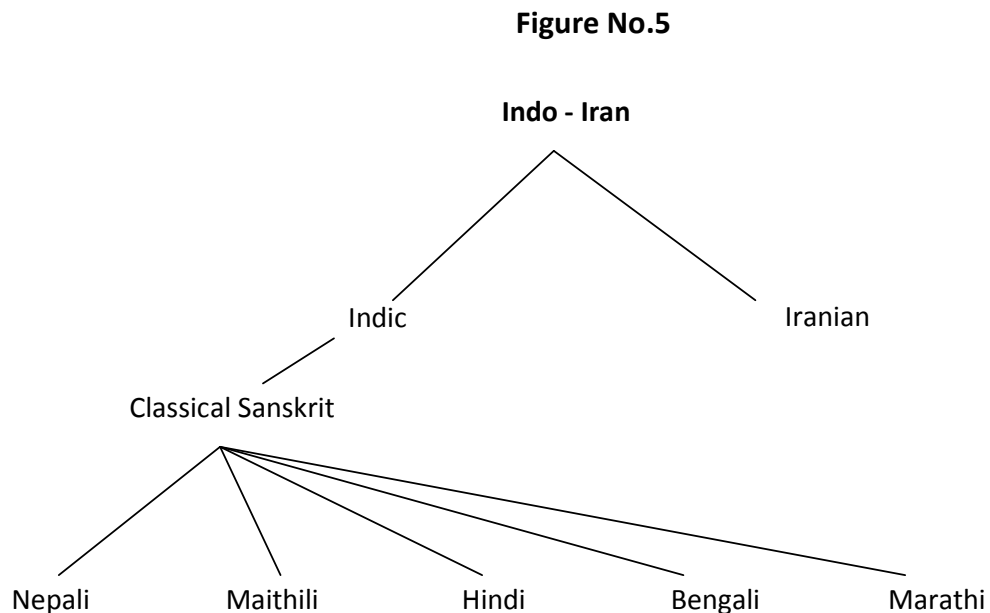 Figure No.5
Indo - Iran
Indic
Iranian
Classical Sanskrit
Nepali
Maithili
Hindi
Bengali
Marathi